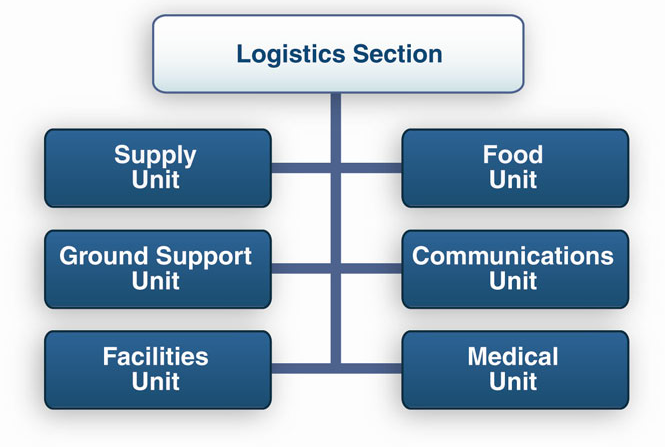 Logistics Section
Supply
Unit
Food
Unit
Ground Support
Unit
Communications
Unit
Facilities
Unit
Medical
Unit